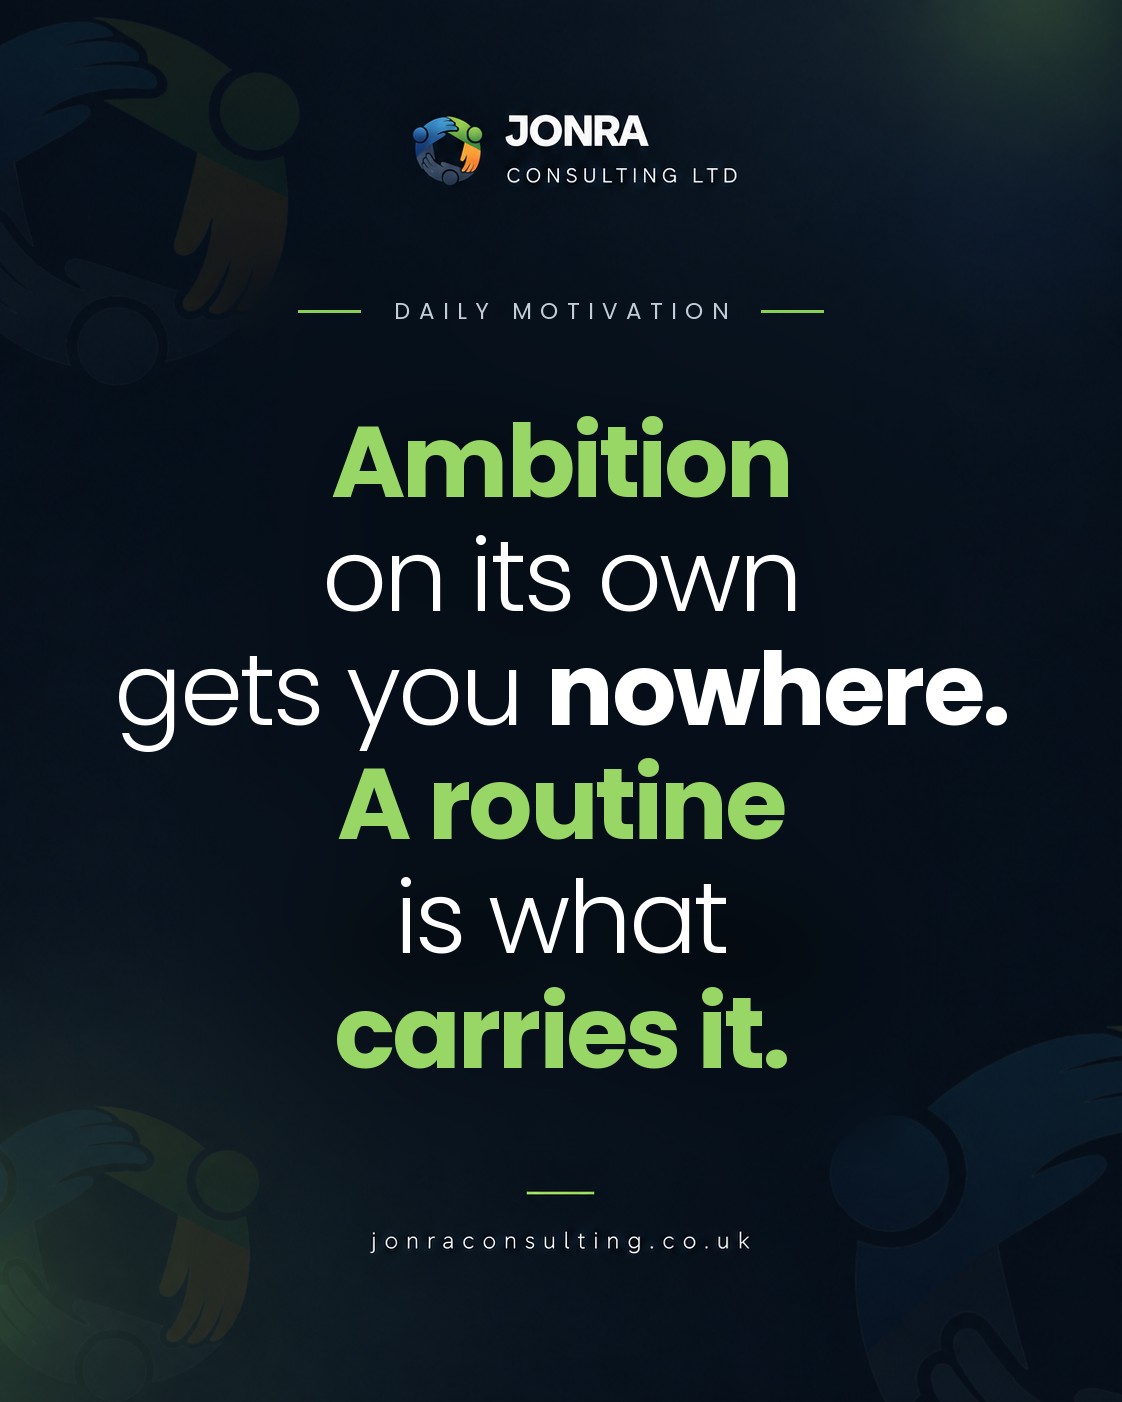 JONRA
CONSULTING LTD
DAILY MOTIVATION
Ambition
on its own
gets you nowhere.
A routine
is what
carries it.
jonraconsulting.co.uk